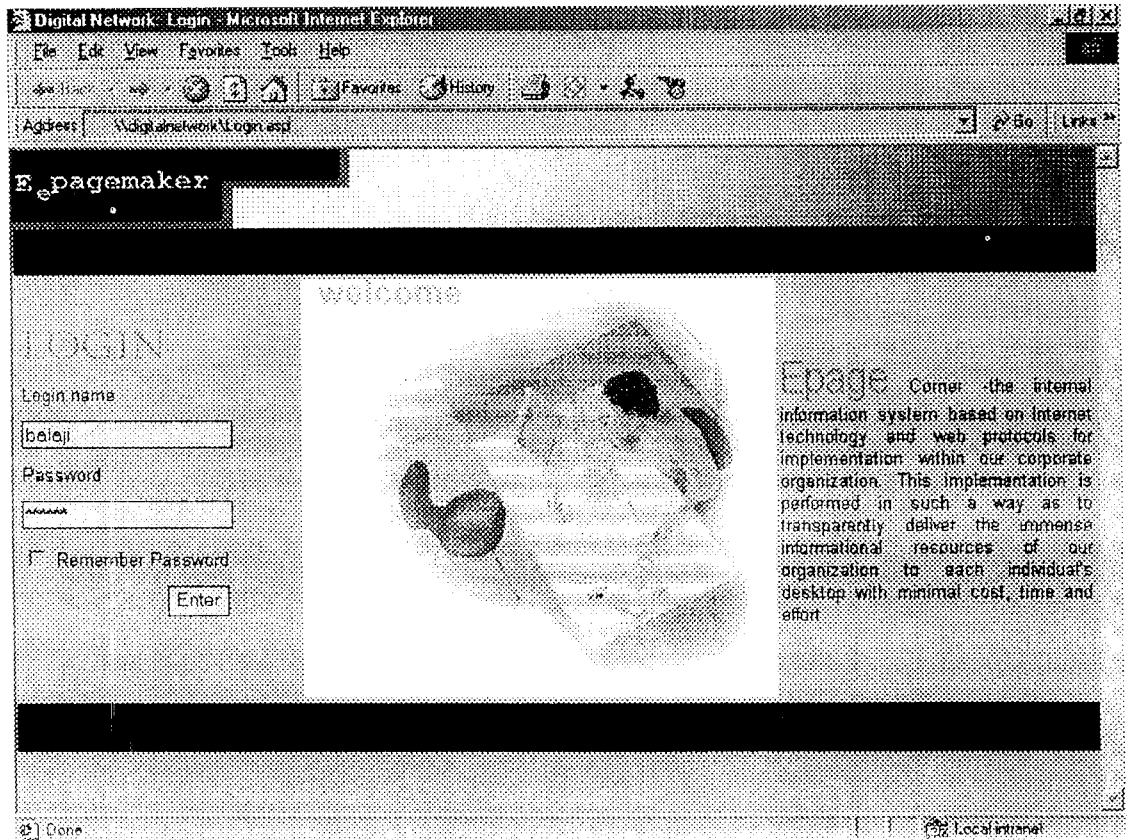 Digital Network: Login - Microsoft Internet Explorer
File Edit View Favorites Tools Help
Back Favorites History
Address \\digitalnetwork\Login.asp Go Links »
E epagemaker
welcome
LOGIN
Login name
balaji
Password
******
Remember Password
Enter
Epage Corner -the internal
information system based on Internet
technology and web protocols for
implementation within our corporate
organization. This implementation is
performed in such a way as to
transparently deliver the immense
informational resources of our
organization to each individual's
desktop with minimal cost, time and
effort
Done Local intranet